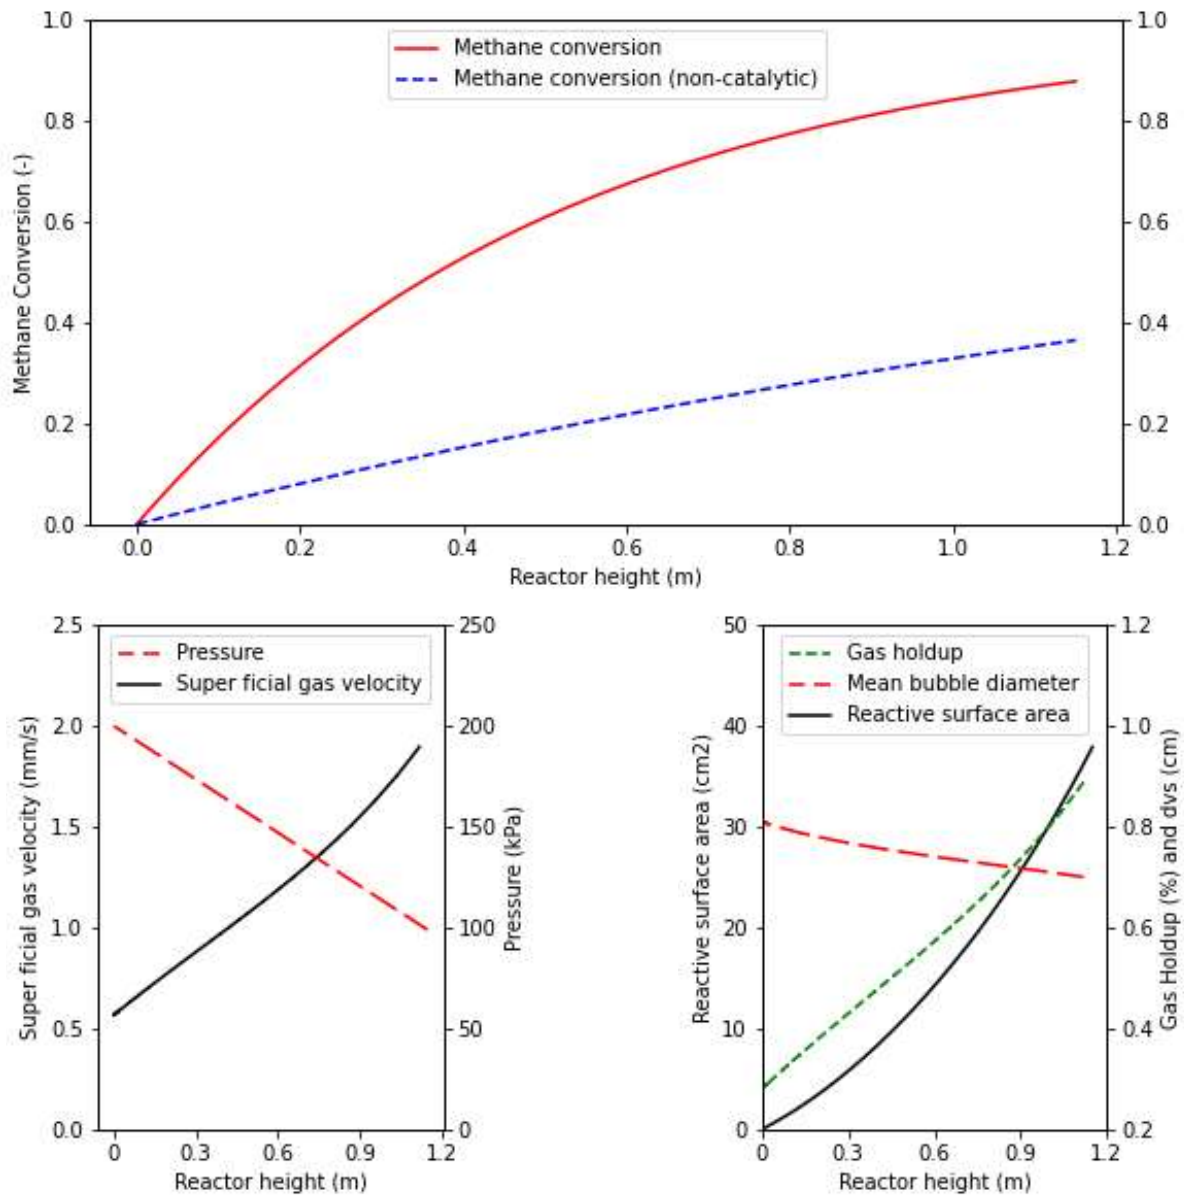 Methane conversion
Methane conversion (non-catalytic)
Methane Conversion (-)
1.0
0.8
0.6
0.4
0.2
0.0
1.0
0.8
0.6
0.4
0.2
0.0
0.0 0.2 0.4 0.6 0.8 1.0 1.2
Reactor height (m)
Pressure
Super ficial gas velocity
Super ficial gas velocity (mm/s)
2.5
2.0
1.5
1.0
0.5
0.0
250
200
150
100
50
0
Pressure (kPa)
0 0.3 0.6 0.9 1.2
Reactor height (m)
Gas holdup
Mean bubble diameter
Reactive surface area
Reactive surface area (cm2)
50
40
30
20
10
0
1.2
1.0
0.8
0.6
0.4
0.2
Gas Holdup (%) and dvs (cm)
0 0.3 0.6 0.9 1.2
Reactor height (m)